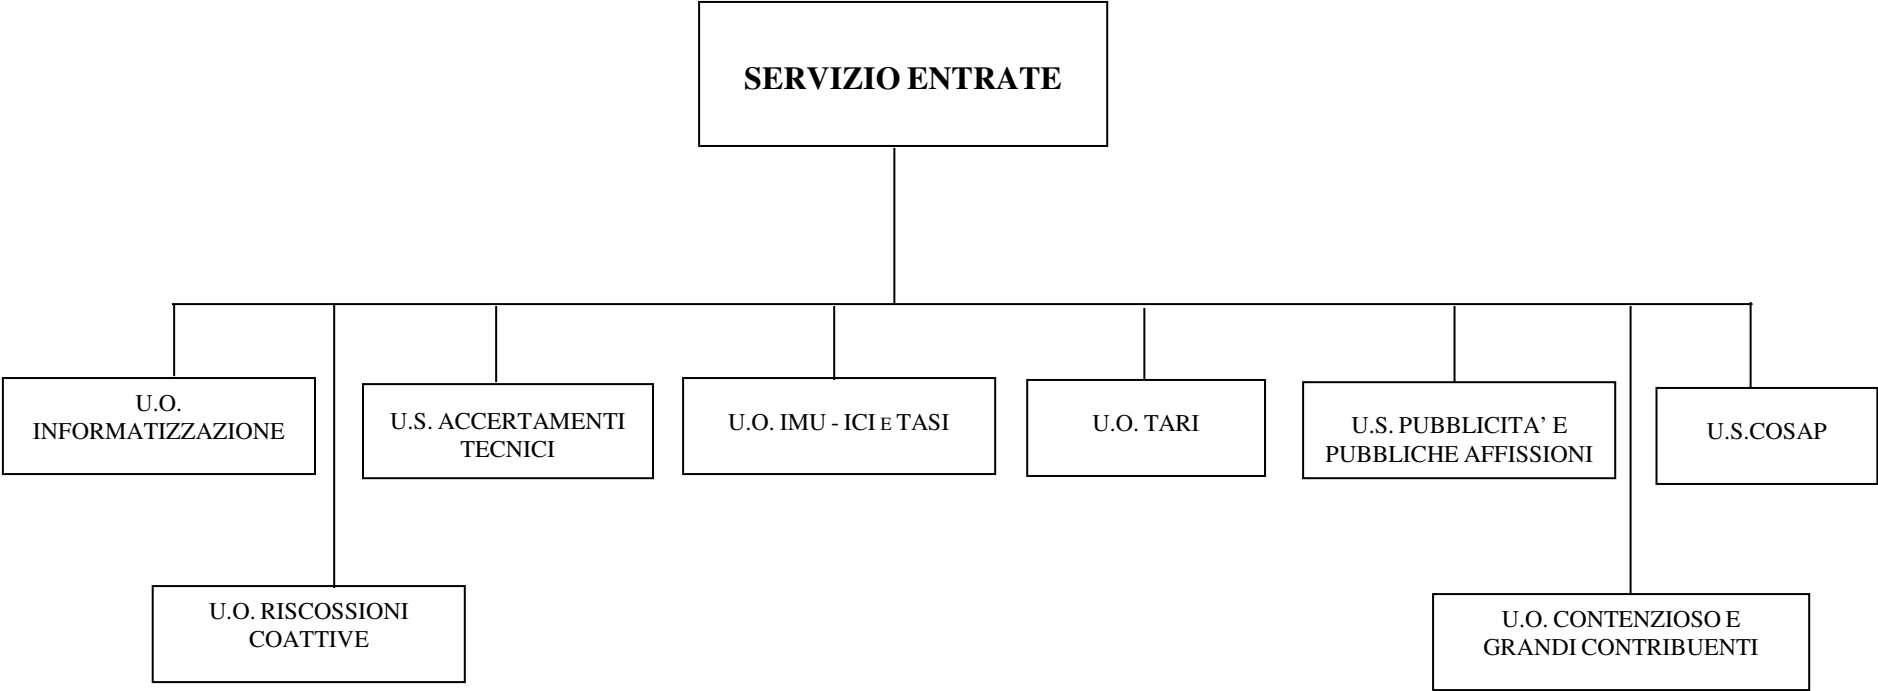 SERVIZIO ENTRATE
U.O.
INFORMATIZZAZIONE
U.S. ACCERTAMENTI
TECNICI
U.O. IMU - ICI E TASI
U.O. TARI
U.S. PUBBLICITA’ E
PUBBLICHE AFFISSIONI
U.S.COSAP
U.O. RISCOSSIONI
COATTIVE
U.O. CONTENZIOSO E
GRANDI CONTRIBUENTI